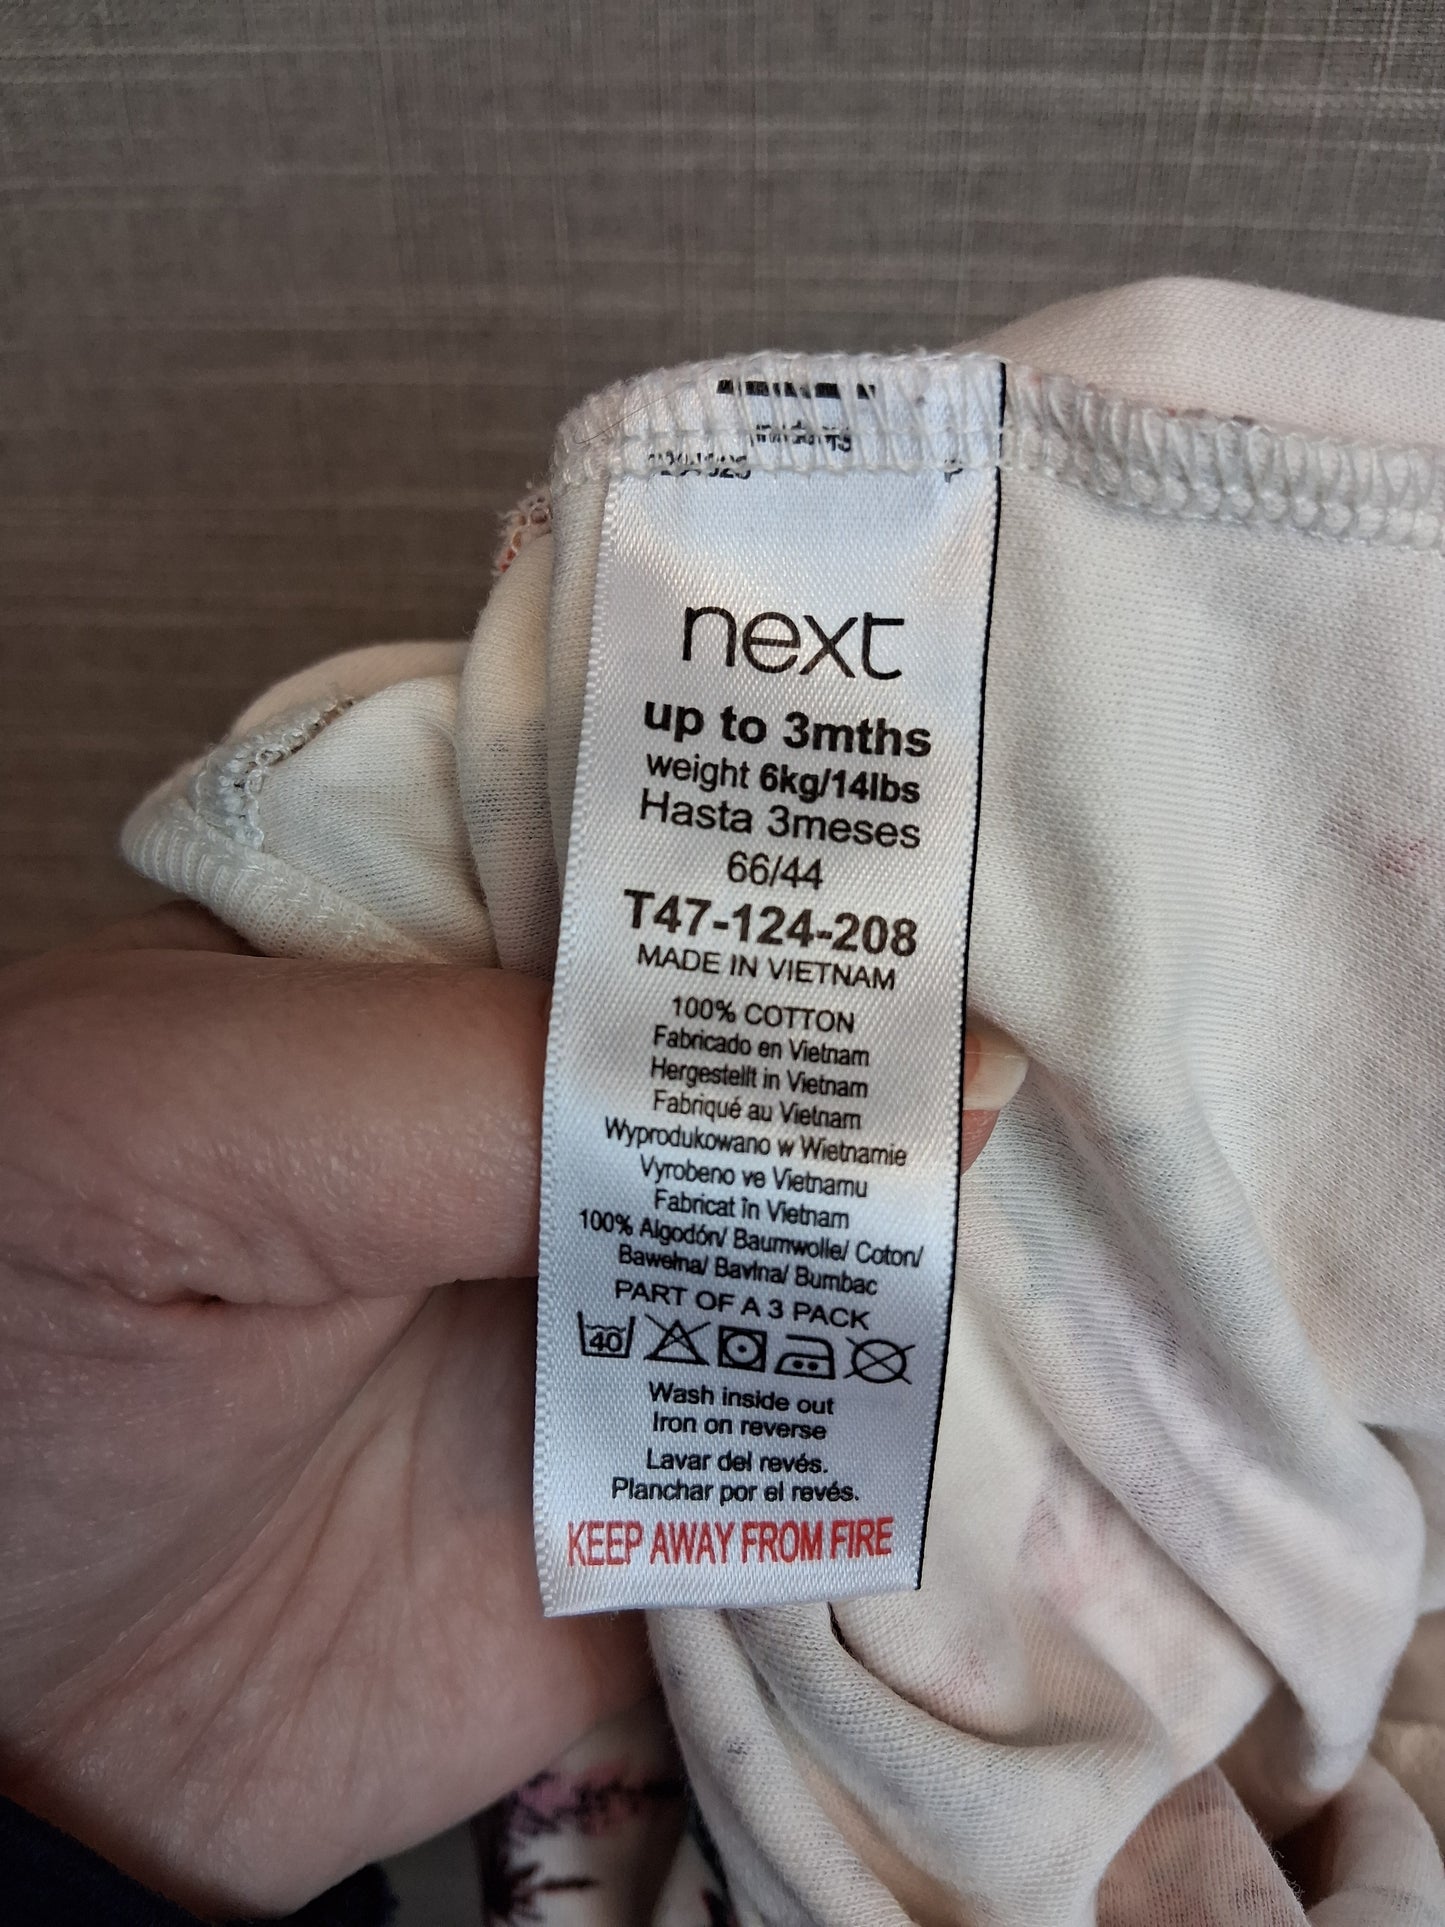 next
up to 3mths
weight 6kg/14lbs
Hasta 3meses
66/44
T47-124-208
MADE IN VIETNAM
100% COTTON
Fabricado en Vietnam
Hergestellt in Vietnam
Fabriqué au Vietnam
Wyprodukowano w Wietnamie
Vyrobeno ve Vietnamu
Fabricat în Vietnam
100% Algodón/ Baumwolle/ Coton/
Bawełna/ Bavlna/ Bumbac
PART OF A 3 PACK
40
Wash inside out
Iron on reverse
Lavar del revés.
Planchar por el revés.
KEEP AWAY FROM FIRE